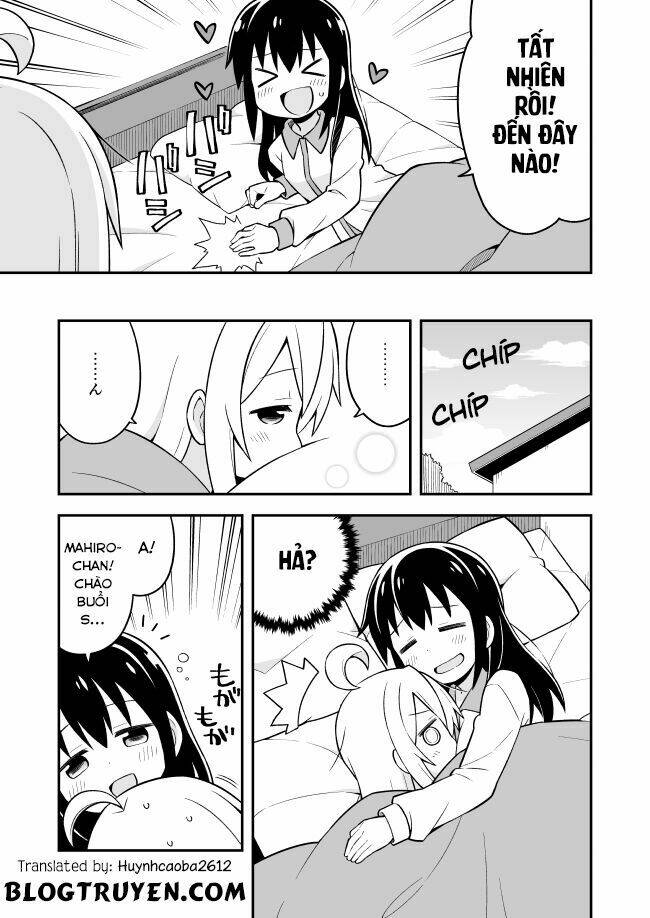 TẤT
NHIÊN
RỒI!
ĐẾN ĐÂY
NÀO!
CHÍP
CHÍP
……
……ん
HẢ?
A!
MAHIRO-
CHAN!
CHÀO
BUỔI
S...
もが
もが
Translated by: Huynhcaoba2612
BLOGTRUYEN.COM